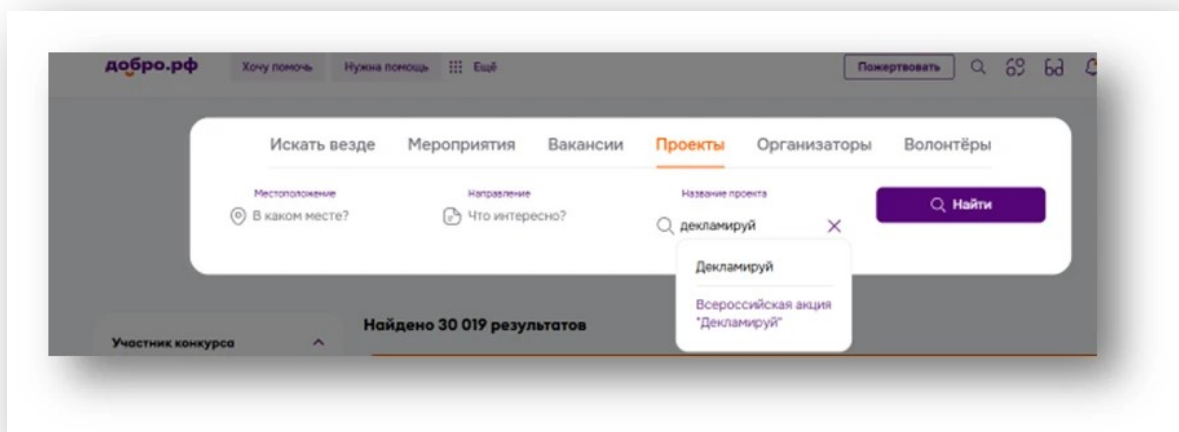 добро.рф Хочу помочь Нужна помощь Ещё Пожертвовать
Искать везде Мероприятия Вакансии Проекты Организаторы Волонтёры
Местоположение Направление Название проекта
В каком месте? Что интересно? декламируй Найти
Декламируй
Всероссийская акция
"Декламируй"
Найдено 30 019 результатов
Участник конкурса